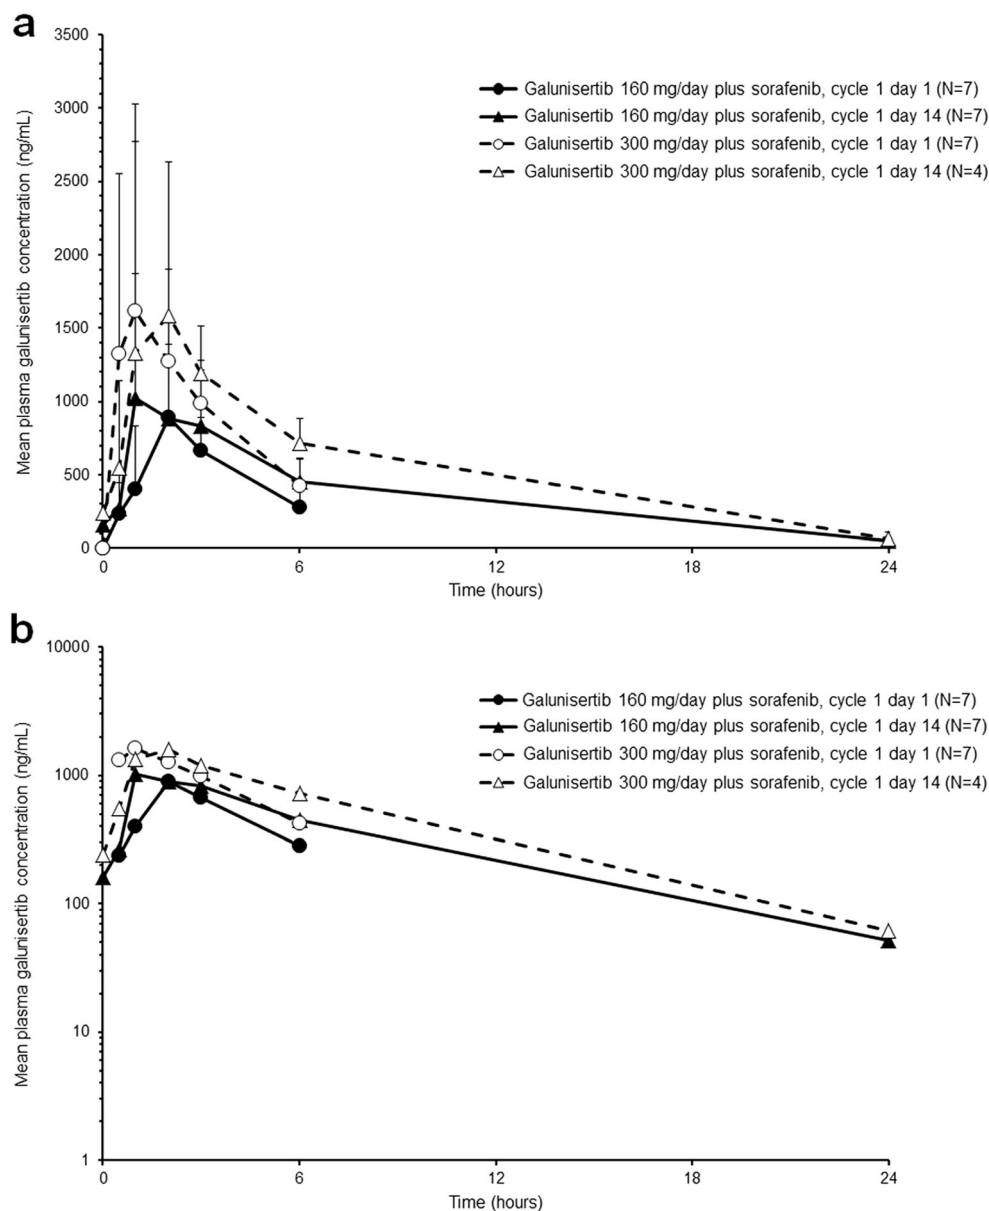 a
3500
3000
2500
2000
1500
1000
500
0
Mean plasma galunisertib concentration (ng/mL)
Galunisertib 160 mg/day plus sorafenib, cycle 1 day 1 (N=7)
Galunisertib 160 mg/day plus sorafenib, cycle 1 day 14 (N=7)
Galunisertib 300 mg/day plus sorafenib, cycle 1 day 1 (N=7)
Galunisertib 300 mg/day plus sorafenib, cycle 1 day 14 (N=4)
0 6 12 18 24
Time (hours)
b
10000
1000
100
10
1
Mean plasma galunisertib concentration (ng/mL)
Galunisertib 160 mg/day plus sorafenib, cycle 1 day 1 (N=7)
Galunisertib 160 mg/day plus sorafenib, cycle 1 day 14 (N=7)
Galunisertib 300 mg/day plus sorafenib, cycle 1 day 1 (N=7)
Galunisertib 300 mg/day plus sorafenib, cycle 1 day 14 (N=4)
0 6 12 18 24
Time (hours)